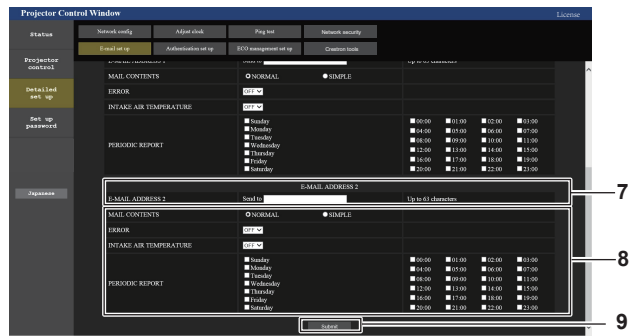 Projector Control Window
License
Status
Network config
Adjust clock
Ping test
Network security
E-mail set up
Authentication set up
ECO management set up
Crestron tools
Projector
control
Detailed
set up
Set up
password
Japanese
E-MAIL ADDRESS 1 Send to Up to 63 characters
MAIL CONTENTS NORMAL SIMPLE
ERROR OFF
INTAKE AIR TEMPERATURE OFF
PERIODIC REPORT
Sunday 00:00 01:00 02:00 03:00
Monday 04:00 05:00 06:00 07:00
Tuesday 08:00 09:00 10:00 11:00
Wednesday 12:00 13:00 14:00 15:00
Thursday 16:00 17:00 18:00 19:00
Friday 20:00 21:00 22:00 23:00
Saturday
E-MAIL ADDRESS 2
7
E-MAIL ADDRESS 2 Send to Up to 63 characters
MAIL CONTENTS NORMAL SIMPLE
ERROR OFF
INTAKE AIR TEMPERATURE OFF
8
PERIODIC REPORT
Sunday 00:00 01:00 02:00 03:00
Monday 04:00 05:00 06:00 07:00
Tuesday 08:00 09:00 10:00 11:00
Wednesday 12:00 13:00 14:00 15:00
Thursday 16:00 17:00 18:00 19:00
Friday 20:00 21:00 22:00 23:00
Saturday
Submit
9